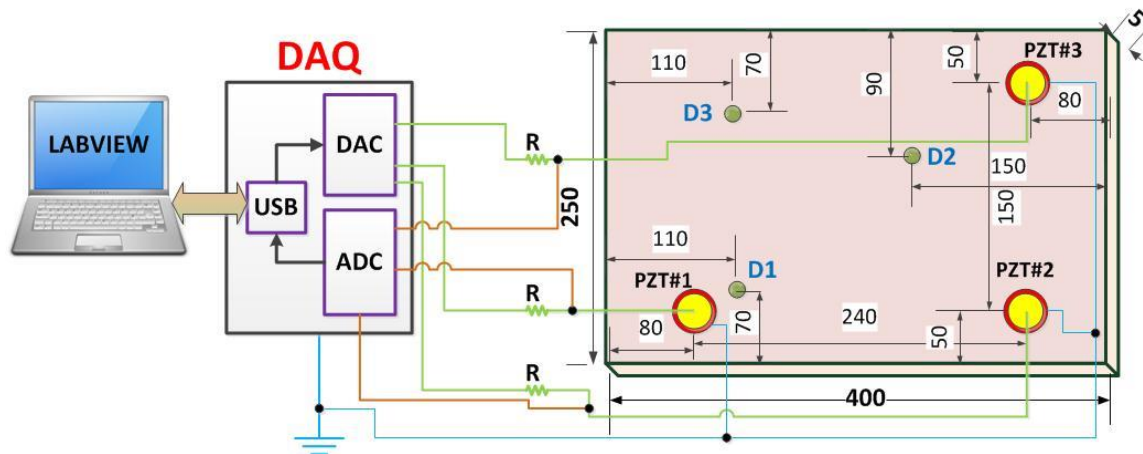 DAQ
LABVIEW
USB
DAC
ADC
R
R
R
250
110
70
D3
90
D2
50
PZT#3
80
5
150
150
110
D1
PZT#1
70
80
240
PZT#2
50
400